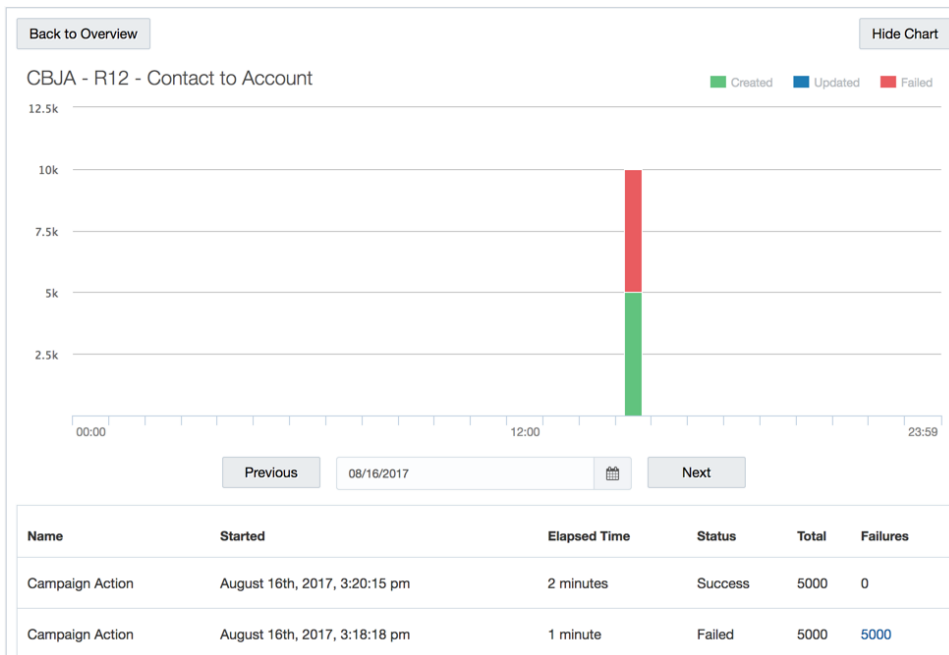 Back to Overview Hide Chart
CBJA - R12 - Contact to Account
Created Updated Failed
12.5k
10k
7.5k
5k
2.5k
00:00 12:00 23:59
Previous 08/16/2017 Next
Name Started Elapsed Time Status Total Failures
Campaign Action August 16th, 2017, 3:20:15 pm 2 minutes Success 5000 0
Campaign Action August 16th, 2017, 3:18:18 pm 1 minute Failed 5000 5000